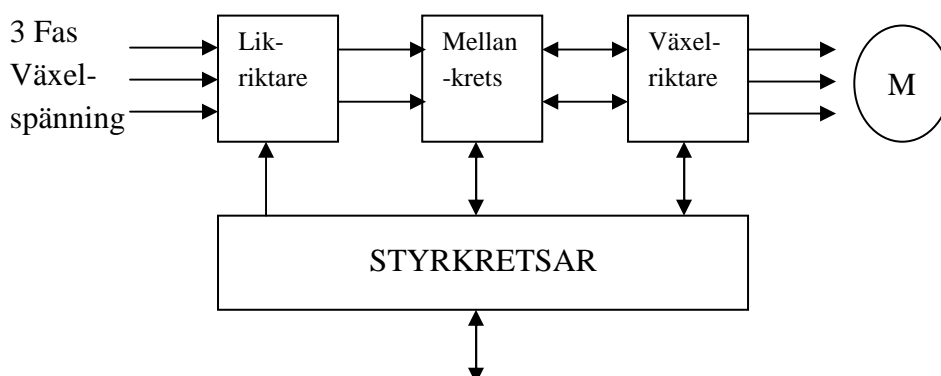 3 Fas
Växel-
spänning
Lik-
riktare
Mellan
-krets
Växel-
riktare
M
STYRKRETSAR